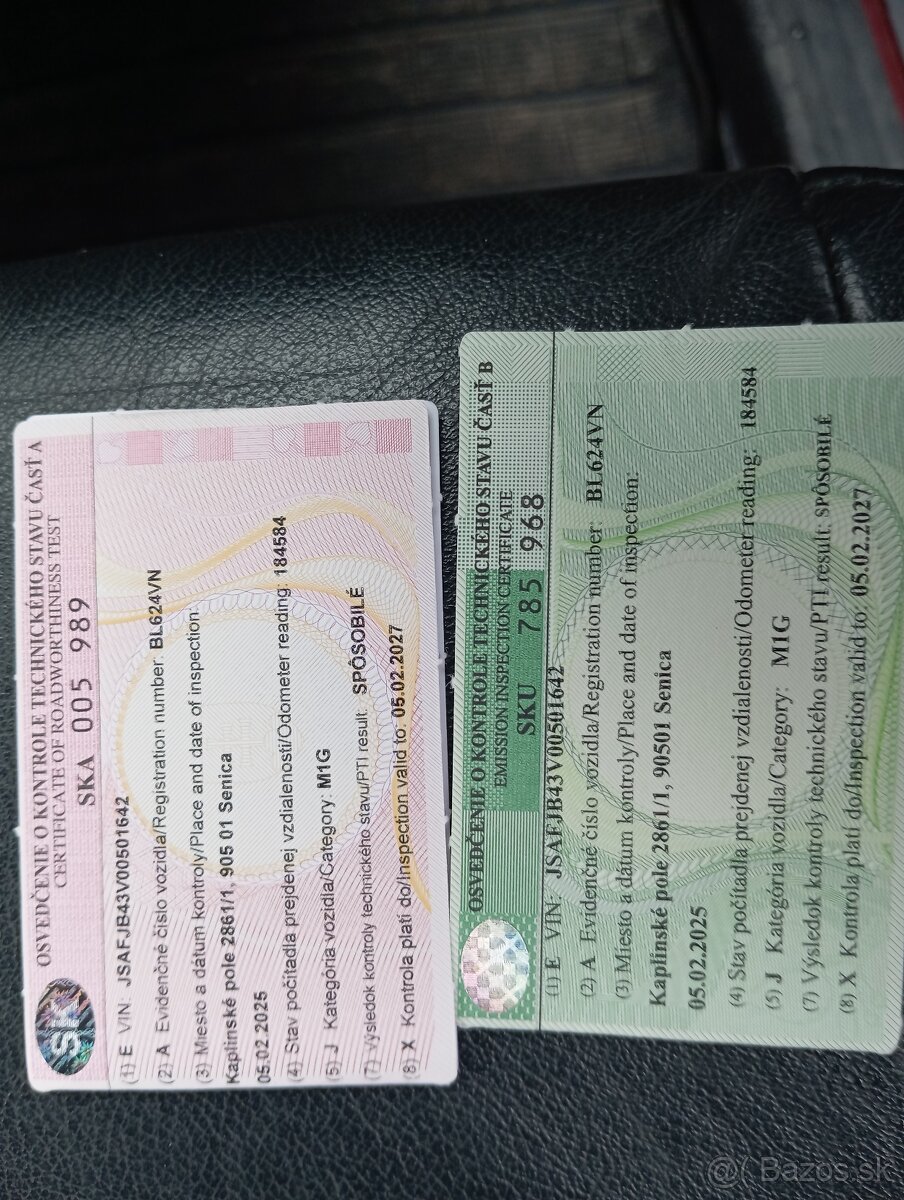 OSVEDČENIE O KONTROLE TECHNICKÉHO STAVU ČASŤ A
CERTIFICATE OF ROADWORTHINESS TEST
SKA 005 989
SK
(1) E VIN: JSAFJB43V00501642
(2) A Evidenčné číslo vozidla/Registration number: BL624VN
(3) Miesto a dátum kontroly/Place and date of inspection:
Kaplinské pole 2861/1, 905 01 Senica
05.02.2025
(4) Stav počítadla prejdenej vzdialenosti/Odometer reading: 184584
(5) J Kategória vozidla/Category: M1G
(7) výsledok kontroly technického stavu/PTI result: SPÔSOBILÉ
(8) X Kontrola platí do/Inspection valid to: 05.02.2027
OSVEDČENIE O KONTROLE TECHNICKÉHO STAVU ČASŤ B
EMISSION INSPECTION CERTIFICATE
SKU 785 968
(1) E VIN: JSAFJB43V00501642
(2) A Evidenčné číslo vozidla/Registration number: BL624VN
(3) Miesto a dátum kontroly/Place and date of inspection:
Kaplinské pole 2861/1, 90501 Senica
05.02.2025
(4) Stav počítadla prejdenej vzdialenosti/Odometer reading: 184584
(5) J Kategória vozidla/Category: M1G
(7) Výsledok kontroly technického stavu/PTI result: SPÔSOBILÉ
(8) X Kontrola platí do/Inspection valid to: 05.02.2027
@( Bazos.sk